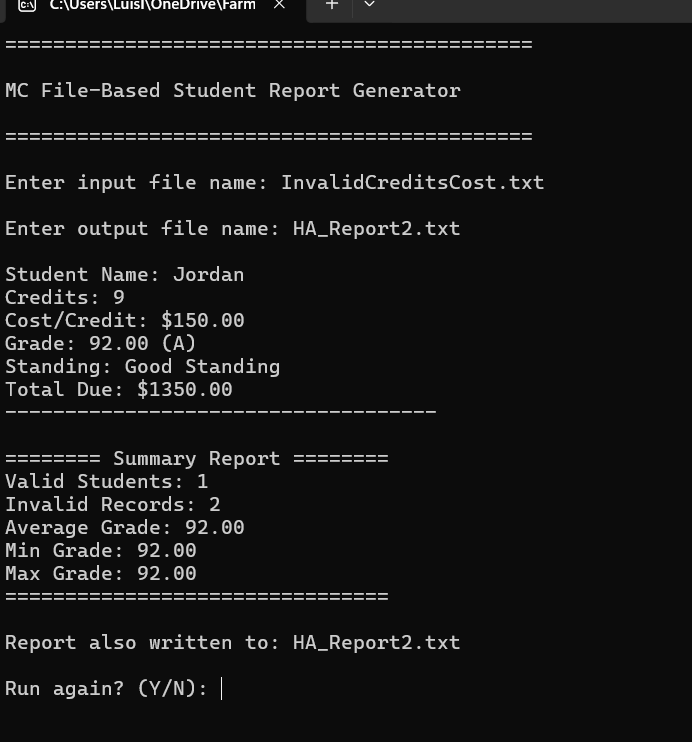 C:\Users\LuisI\OneDrive\Farm
============================================
MC File-Based Student Report Generator
============================================
Enter input file name: InvalidCreditsCost.txt
Enter output file name: HA_Report2.txt
Student Name: Jordan
Credits: 9
Cost/Credit: $150.00
Grade: 92.00 (A)
Standing: Good Standing
Total Due: $1350.00
------------------------------------
======== Summary Report ========
Valid Students: 1
Invalid Records: 2
Average Grade: 92.00
Min Grade: 92.00
Max Grade: 92.00
================================
Report also written to: HA_Report2.txt
Run again? (Y/N):